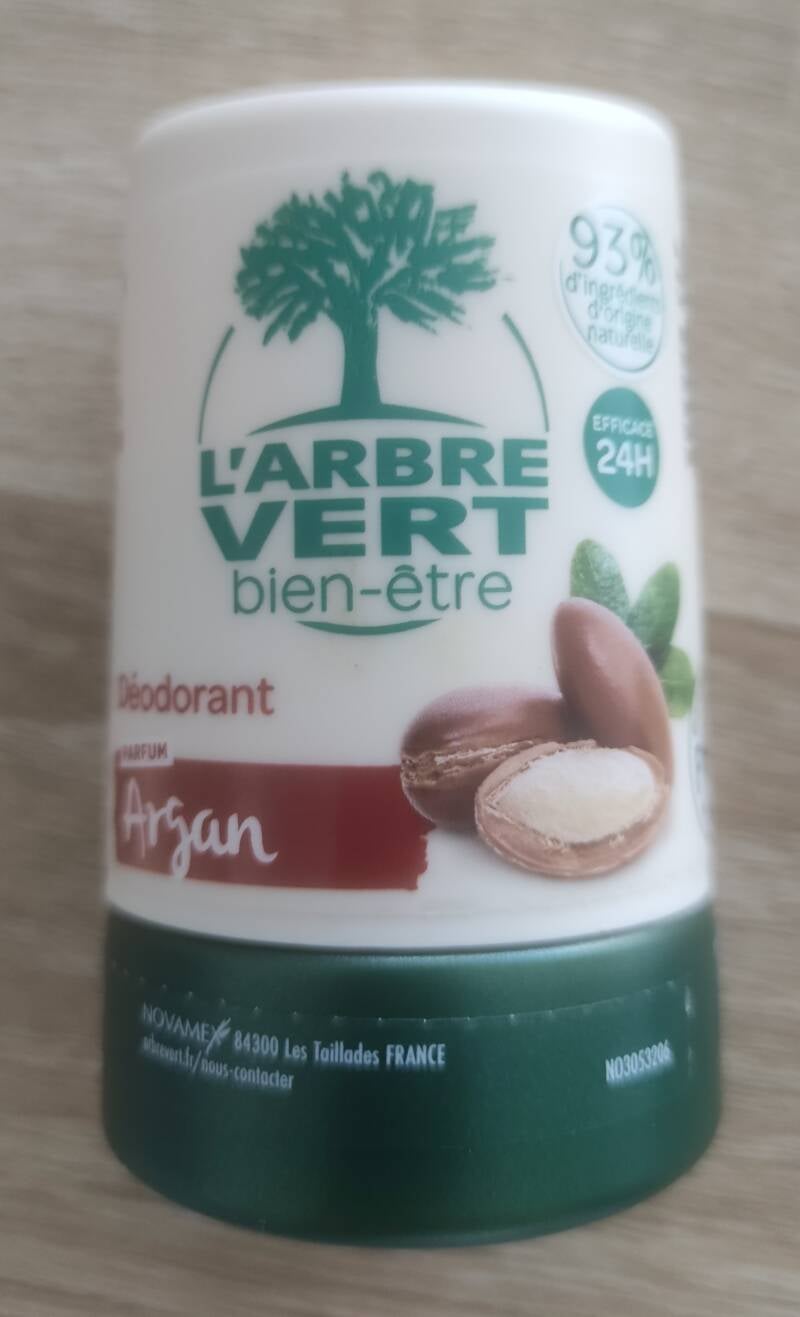 93%
d'ingrédients
d'origine
naturelle
EFFICACE
24H
L'ARBRE
VERT
bien-être
Déodorant
PARFUM
Argan
NOVAMEX 84300 Les Taillades FRANCE
arbrevert.fr/nous-contacter
NO3053206